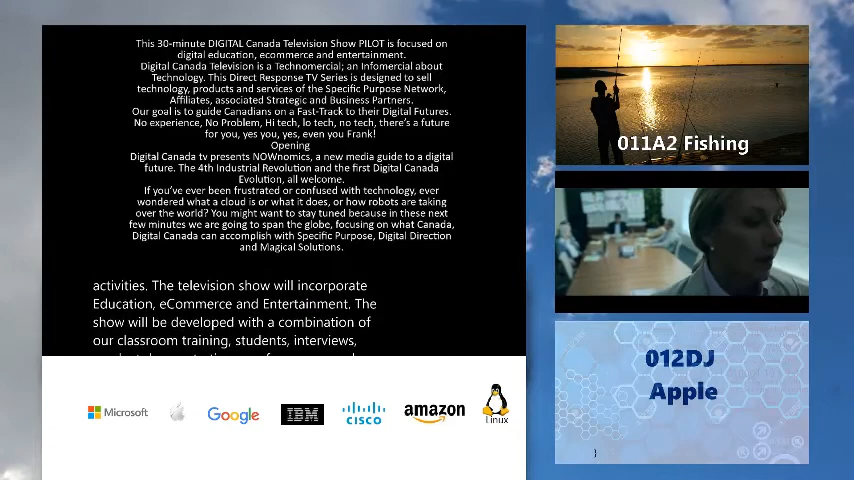 This 30-minute DIGITAL Canada Television Show PILOT is focused on
digital education, ecommerce and entertainment.
Digital Canada Television is a Technomercial; an Infomercial about
Technology. This Direct Response TV Series is designed to sell
technology, products and services of the Specific Purpose Network,
Affiliates, associated Strategic and Business Partners.
Our goal is to guide Canadians on a Fast-Track to their Digital Futures.
No experience, No Problem, Hi tech, lo tech, no tech, there's a future
for you, yes you, yes, even you Frank!
Opening
Digital Canada tv presents NOWnomics, a new media guide to a digital
future. The 4th Industrial Revolution and the first Digital Canada
Evolution, all welcome.
If you've ever been frustrated or confused with technology, ever
wondered what a cloud is or what it does, or how robots are taking
over the world? You might want to stay tuned because in these next
few minutes we are going to span the globe, focusing on what Canada,
Digital Canada can accomplish with Specific Purpose, Digital Direction
and Magical Solutions.
activities. The television show will incorporate
Education, eCommerce and Entertainment. The
show will be developed with a combination of
our classroom training, students, interviews,
Microsoft
Google
IBM
CISCO
amazon
Linux
011A2 Fishing
012DJ
Apple
}